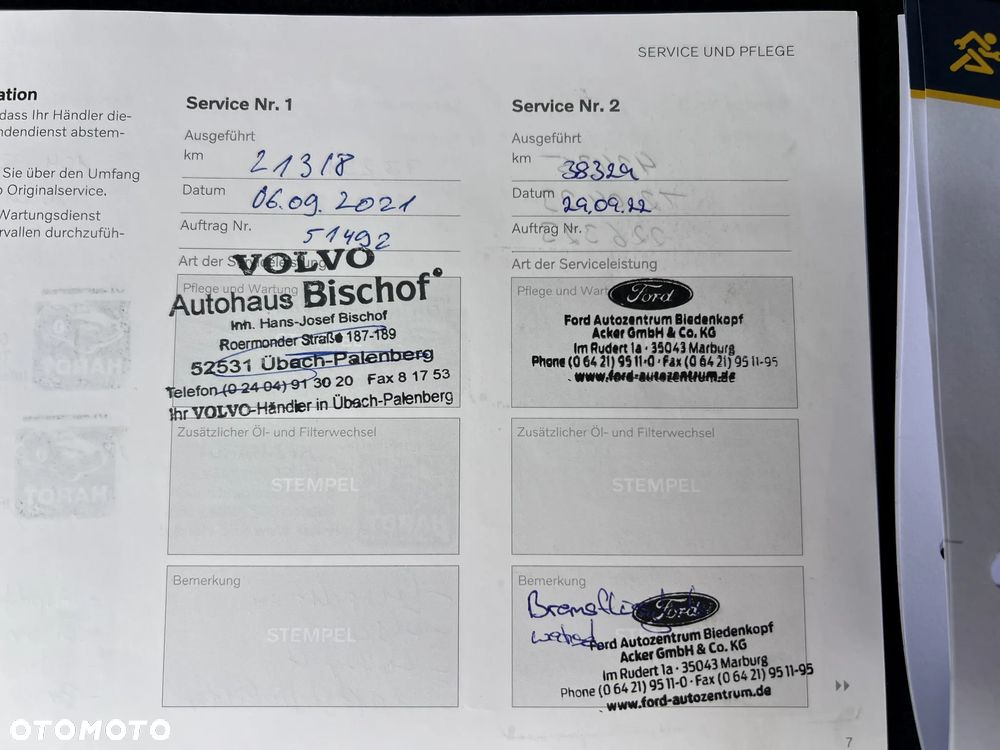 SERVICE UND PFLEGE
ation
dass Ihr Händler die-
ndendienst abstem-
Sie über den Umfang
Originalservice.
Wartungsdienst
rvallen durchzufüh-
Service Nr. 1
Ausgeführt
km 21318
Datum 06.09.2021
Auftrag Nr. 51492
Art der Serviceleistung
Pflege und Wartung
VOLVO
Autohaus Bischof
Inh. Hans-Josef Bischof
Roermonder Straße 187-189
52531 Übach-Palenberg
Telefon (0 24 04) 91 30 20 Fax 8 17 53
Ihr VOLVO-Händler in Übach-Palenberg
Zusätzlicher Öl- und Filterwechsel
STEMPEL
Bemerkung
STEMPEL
Service Nr. 2
Ausgeführt
km 38329
Datum 29.09.22
Auftrag Nr.
Art der Serviceleistung
Pflege und Wart
Ford
Ford Autozentrum Biedenkopf
Acker GmbH & Co. KG
Im Rudert 1a · 35043 Marburg
Phone (0 64 21) 95 11-0 · Fax (0 64 21) 95 11-95
www.ford-autozentrum.de
Zusätzlicher Öl- und Filterwechsel
STEMPEL
Bemerkung
Ford
Ford Autozentrum Biedenkopf
Acker GmbH & Co. KG
Im Rudert 1a · 35043 Marburg
Phone (0 64 21) 95 11-0 · Fax (0 64 21) 95 11-95
www.ford-autozentrum.de
7
OTOMOTO